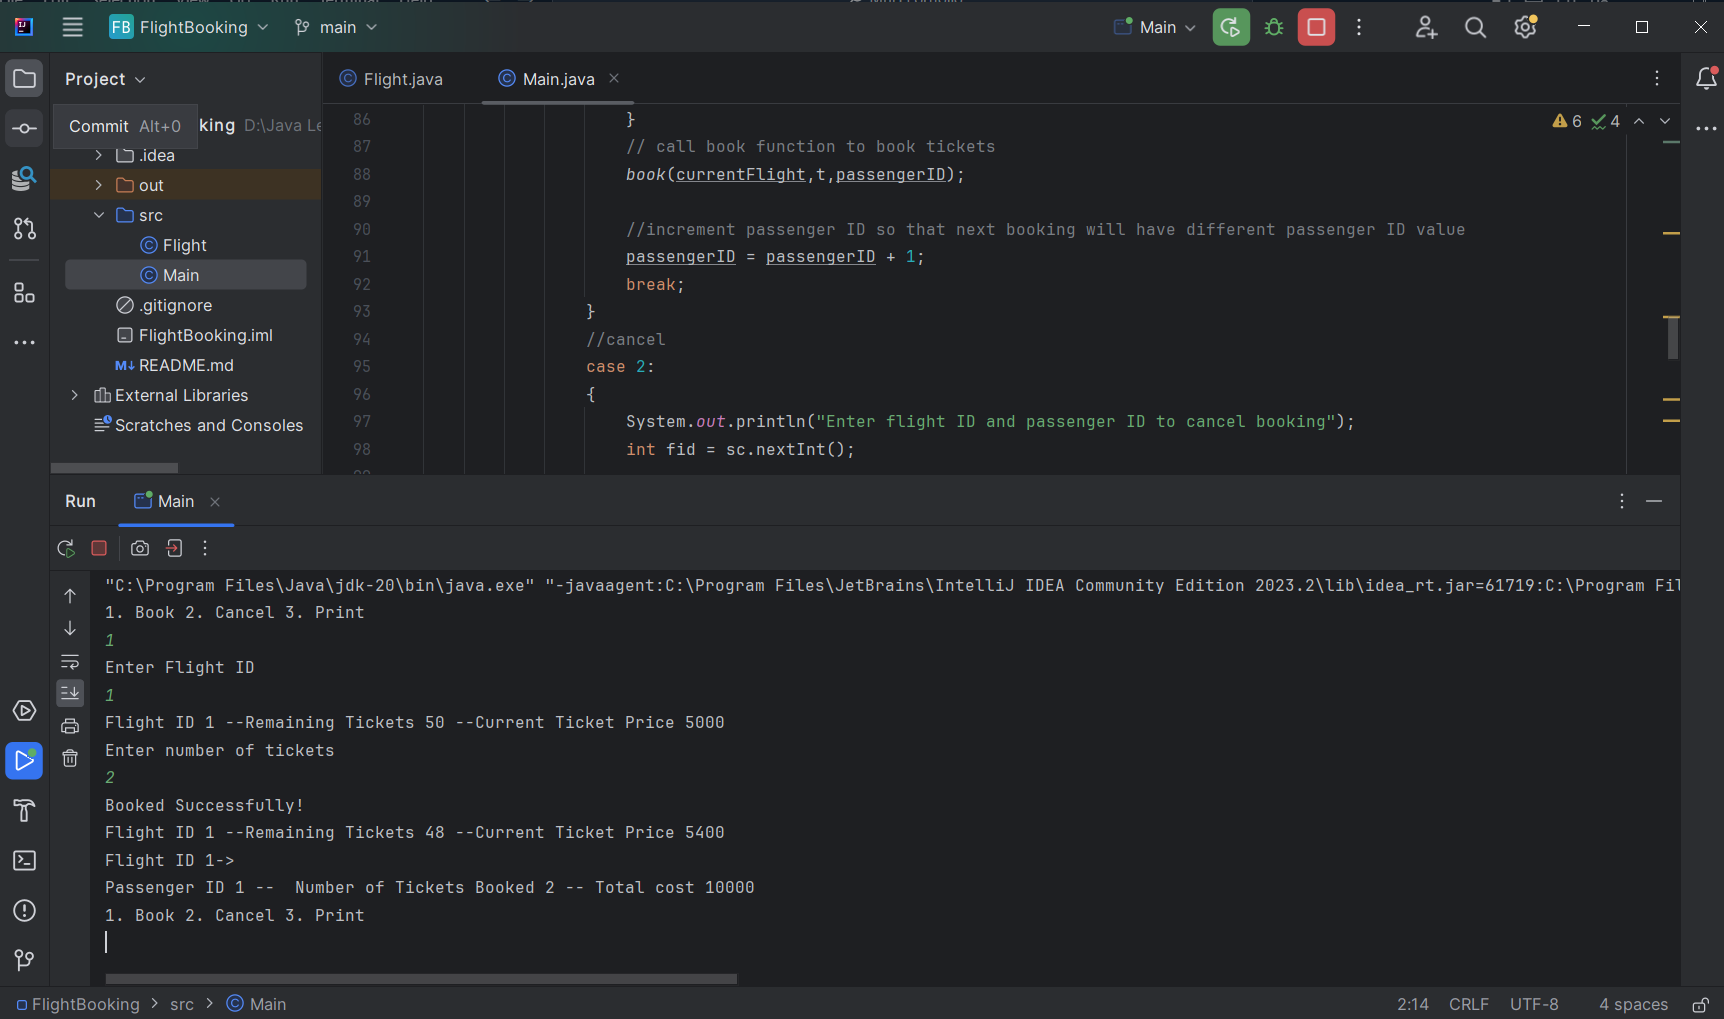 FB FlightBooking main Main
Project
Flight.java Main.java
Commit Alt+0 king D:\Java Le
.idea
out
src
Flight
Main
.gitignore
FlightBooking.iml
M↓ README.md
External Libraries
Scratches and Consoles
6 4
86 }
87 // call book function to book tickets
88 book(currentFlight,t,passengerID);
89
90 //increment passenger ID so that next booking will have different passenger ID value
91 passengerID = passengerID + 1;
92 break;
93 }
94 //cancel
95 case 2:
96 {
97 System.out.println("Enter flight ID and passenger ID to cancel booking");
98 int fid = sc.nextInt();
Run Main
"C:\Program Files\Java\jdk-20\bin\java.exe" "-javaagent:C:\Program Files\JetBrains\IntelliJ IDEA Community Edition 2023.2\lib\idea_rt.jar=61719:C:\Program Fil
1. Book 2. Cancel 3. Print
1
Enter Flight ID
1
Flight ID 1 --Remaining Tickets 50 --Current Ticket Price 5000
Enter number of tickets
2
Booked Successfully!
Flight ID 1 --Remaining Tickets 48 --Current Ticket Price 5400
Flight ID 1->
Passenger ID 1 --  Number of Tickets Booked 2 -- Total cost 10000
1. Book 2. Cancel 3. Print
FlightBooking > src > Main
2:14 CRLF UTF-8 4 spaces